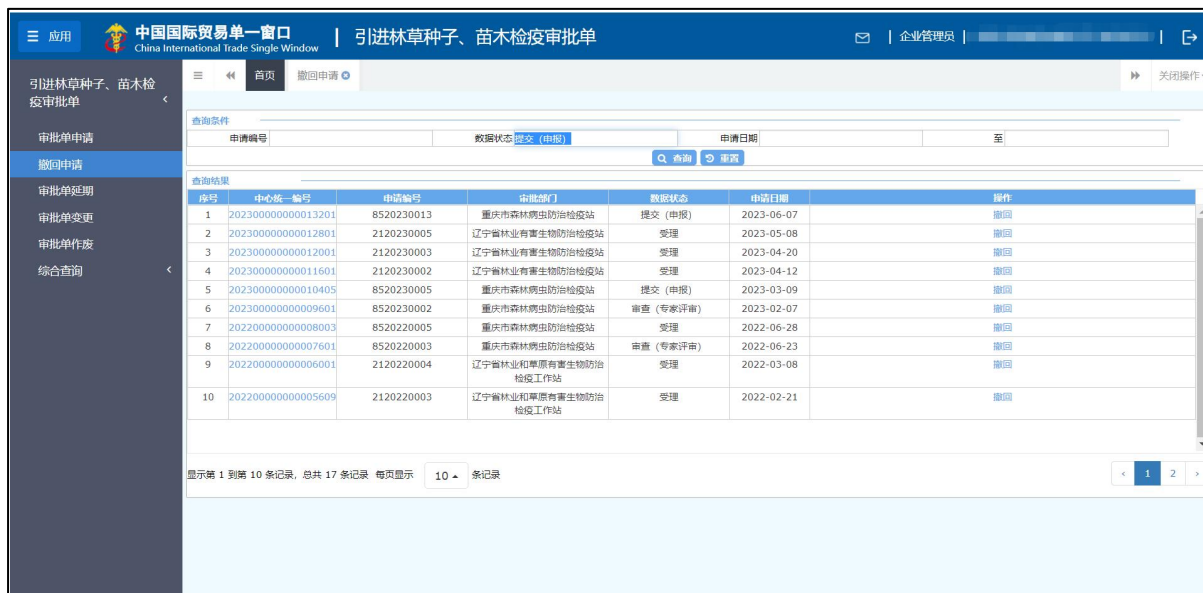 应用
中国国际贸易单一窗口
China International Trade Single Window
引进林草种子、苗木检疫审批单
企业管理员
引进林草种子、苗木检
疫审批单
审批单申请
撤回申请
审批单延期
审批单变更
审批单作废
综合查询
首页 撤回申请 关闭操作
查询条件
申请编号 数据状态 提交（申报） 申请日期 至
查询 重置
查询结果
序号 中心统一编号 申请编号 审批部门 数据状态 申请日期 操作
1 202300000000013201 8520230013 重庆市森林病虫防治检疫站 提交（申报） 2023-06-07 撤回
2 202300000000012801 2120230005 辽宁省林业有害生物防治检疫站 受理 2023-05-08 撤回
3 202300000000012001 2120230003 辽宁省林业有害生物防治检疫站 受理 2023-04-20 撤回
4 202300000000011601 2120230002 辽宁省林业有害生物防治检疫站 受理 2023-04-12 撤回
5 202300000000010405 8520230005 重庆市森林病虫防治检疫站 提交（申报） 2023-03-09 撤回
6 202300000000009601 8520230002 重庆市森林病虫防治检疫站 审查（专家评审） 2023-02-07 撤回
7 202200000000008003 8520220005 重庆市森林病虫防治检疫站 受理 2022-06-28 撤回
8 202200000000007601 8520220003 重庆市森林病虫防治检疫站 审查（专家评审） 2022-06-23 撤回
9 202200000000006001 2120220004 辽宁省林业和草原有害生物防治 受理 2022-03-08 撤回
检疫工作站
10 202200000000005609 2120220003 辽宁省林业和草原有害生物防治 受理 2022-02-21 撤回
检疫工作站
显示第 1 到第 10 条记录，总共 17 条记录 每页显示 10 条记录
1 2